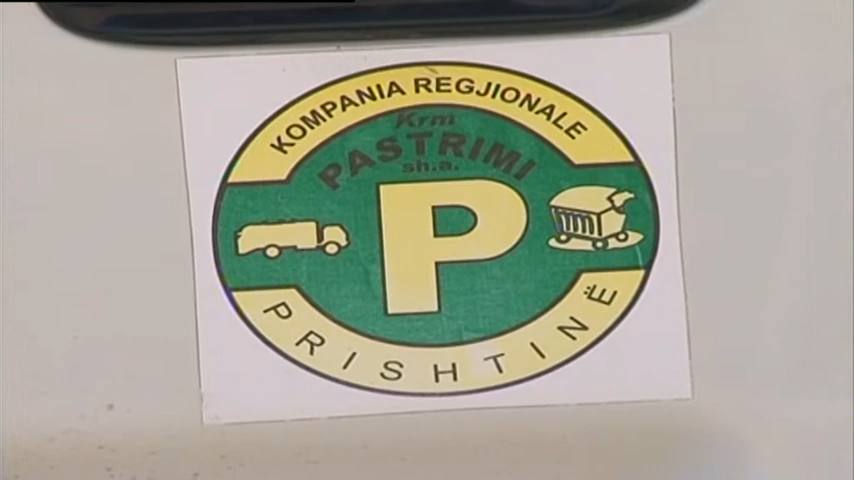 KOMPANIA REGJIONALE
Krm
PASTRIMI
sh.a.
P
PRISHTINË